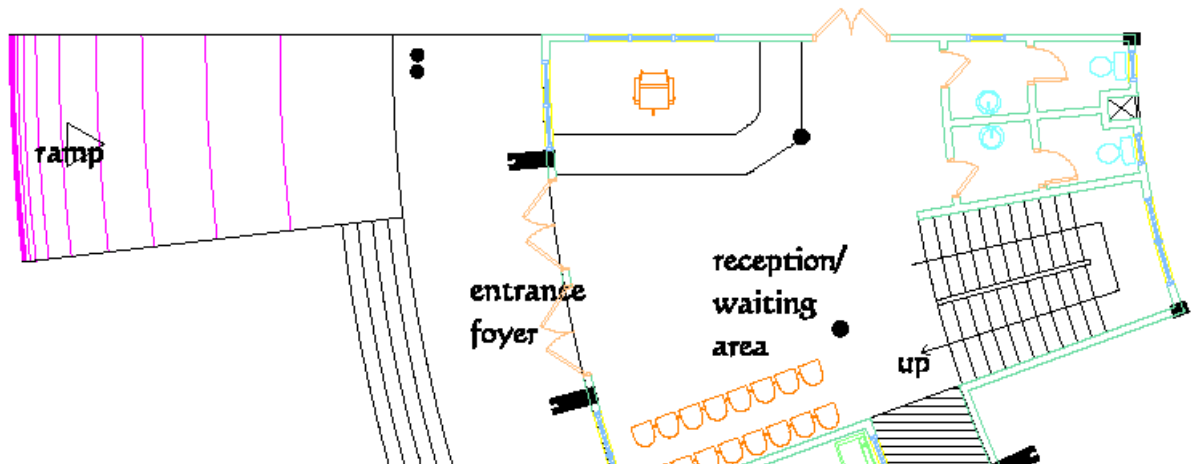 ramp
entrance
foyer
reception/
waiting
area
up